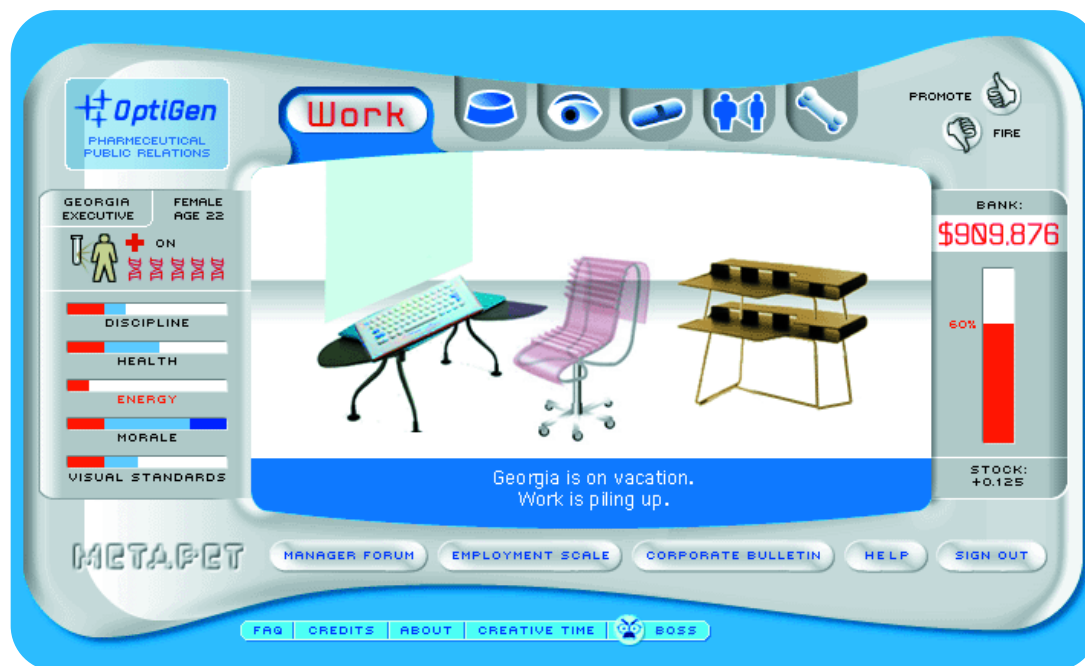 OptiGen
PHARMECEUTICAL
PUBLIC RELATIONS
Work
PROMOTE
FIRE
GEORGIA
EXECUTIVE
FEMALE
AGE 22
ON
DISCIPLINE
HEALTH
ENERGY
MORALE
VISUAL STANDARDS
BANK:
$909,876
60%
STOCK:
+0.125
Georgia is on vacation.
Work is piling up.
METAPET
MANAGER FORUM
EMPLOYMENT SCALE
CORPORATE BULLETIN
HELP
SIGN OUT
FAQ | CREDITS | ABOUT | CREATIVE TIME | BOSS